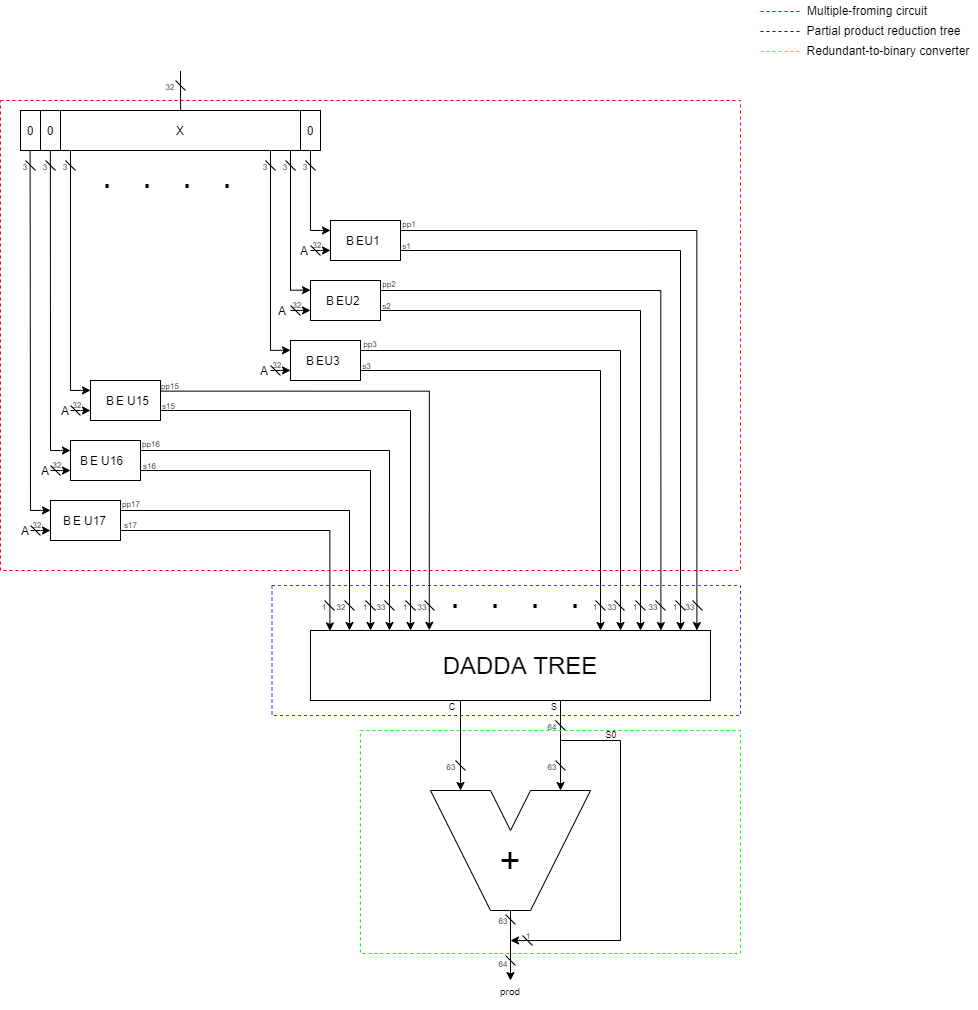 Multiple-froming circuit
Partial product reduction tree
Redundant-to-binary converter
32
0 0 X 0
3 3 3 3 3 3
BEU1 pp1
A 32 s1
BEU2 pp2
A 32 s2
BEU3 pp3
A 32 s3
BEU15 pp15
A 32 s15
BEU16 pp16
A 32 s16
BEU17 pp17
A 32 s17
1 32 1 33 1 33 1 33 1 33 1 33
DADDA TREE
C S
64
S0
63 63
+
63
1
64
prod